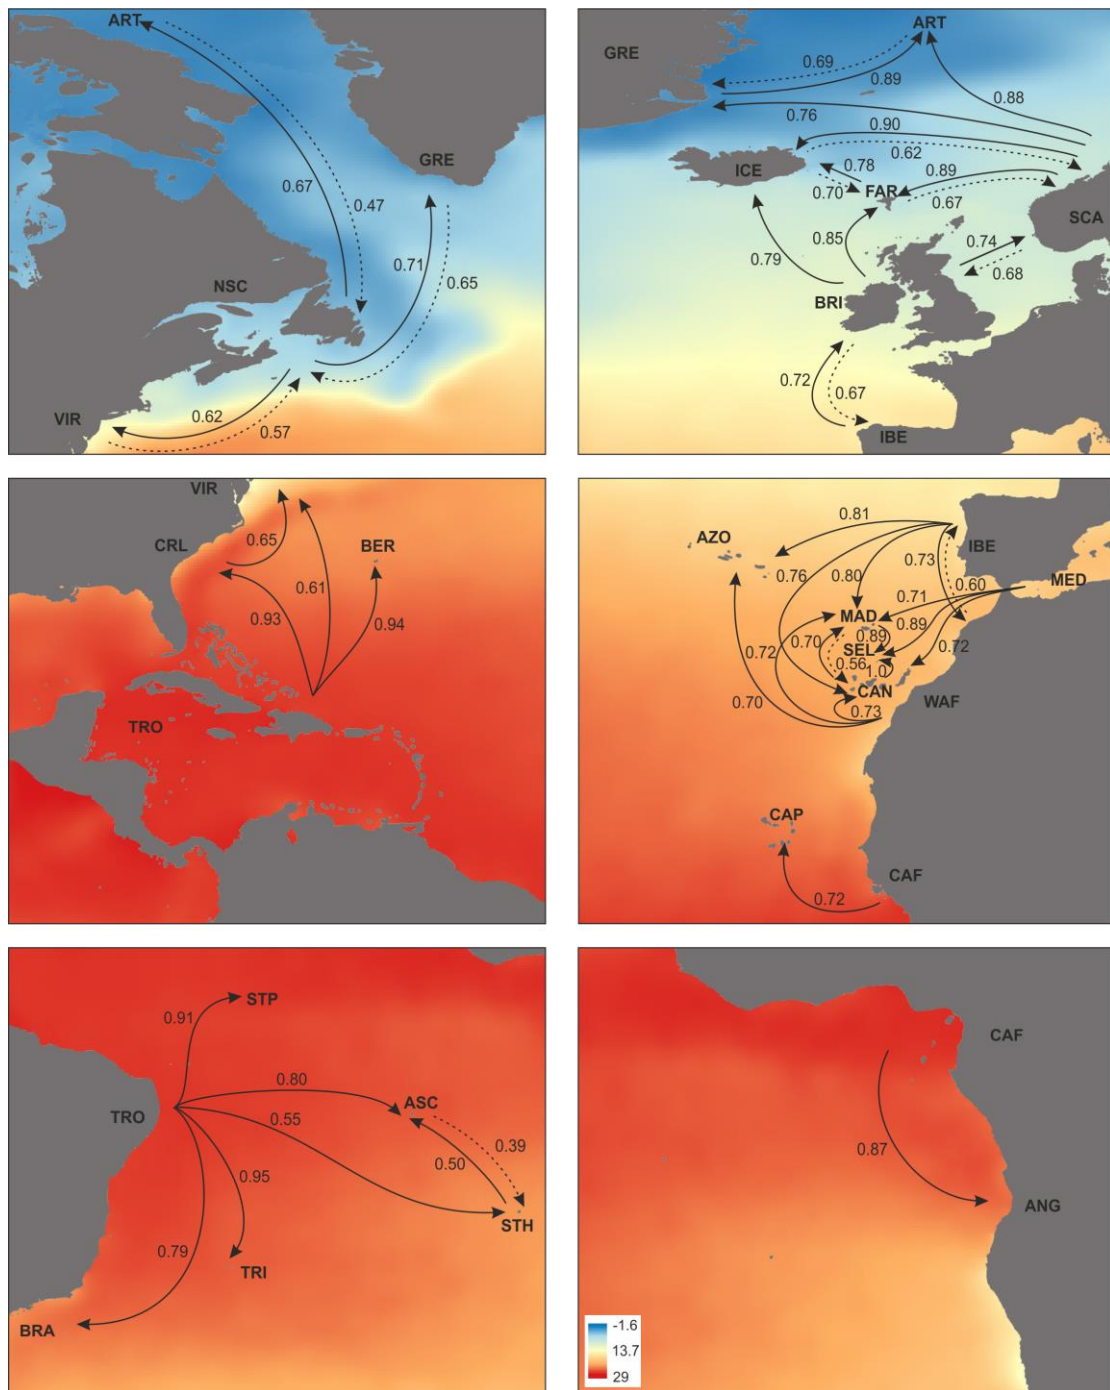 ART
GRE
0.67
0.47
0.71
0.65
NSC
VIR
0.62
0.57
ART
GRE
0.69
0.89
0.88
0.76
0.90
0.62
ICE
0.78
0.70
FAR
0.89
0.67
SCA
0.85
0.79
0.74
0.68
BRI
0.72
0.67
IBE
VIR
CRL
0.65
BER
0.61
0.93
0.94
TRO
AZO
0.81
IBE
0.73
0.76
0.80
0.60
MED
0.71
MAD
0.89
0.89
0.70
0.72
SEL
0.72
0.56
1.0
CAN
WAF
0.70
0.73
CAP
CAF
0.72
STP
0.91
0.80
ASC
TRO
0.55
0.39
0.50
0.95
STH
0.79
TRI
BRA
CAF
0.87
ANG
-1.6
13.7
29